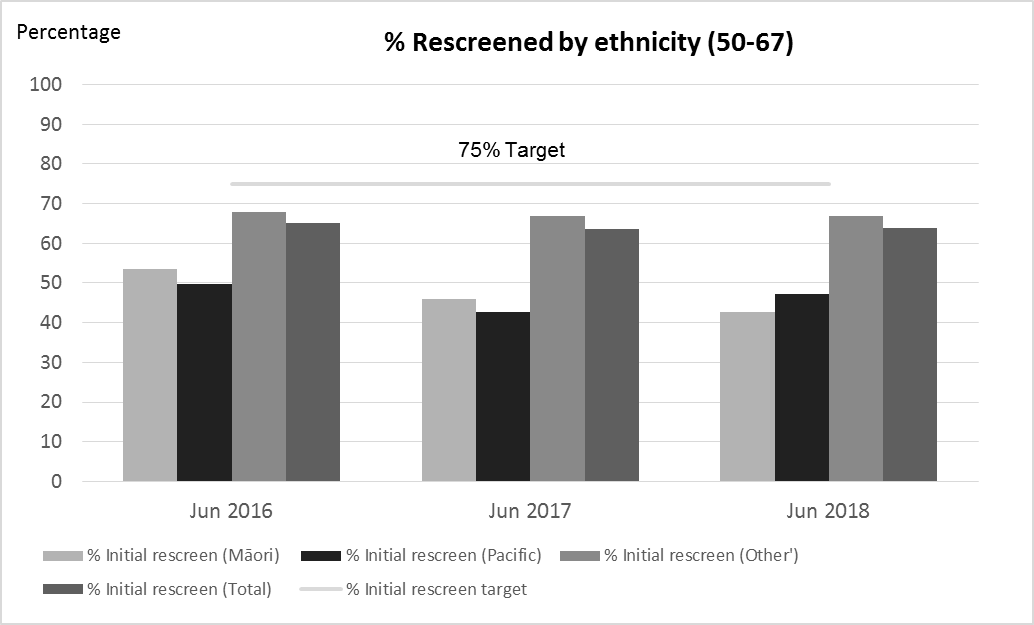 Percentage
% Rescreened by ethnicity (50-67)
100
90
75% Target
80
70
60
50
40
30
20
10
0
Jun 2016 Jun 2017 Jun 2018
% Initial rescreen (Māori) % Initial rescreen (Pacific) % Initial rescreen (Other')
% Initial rescreen (Total) % Initial rescreen target